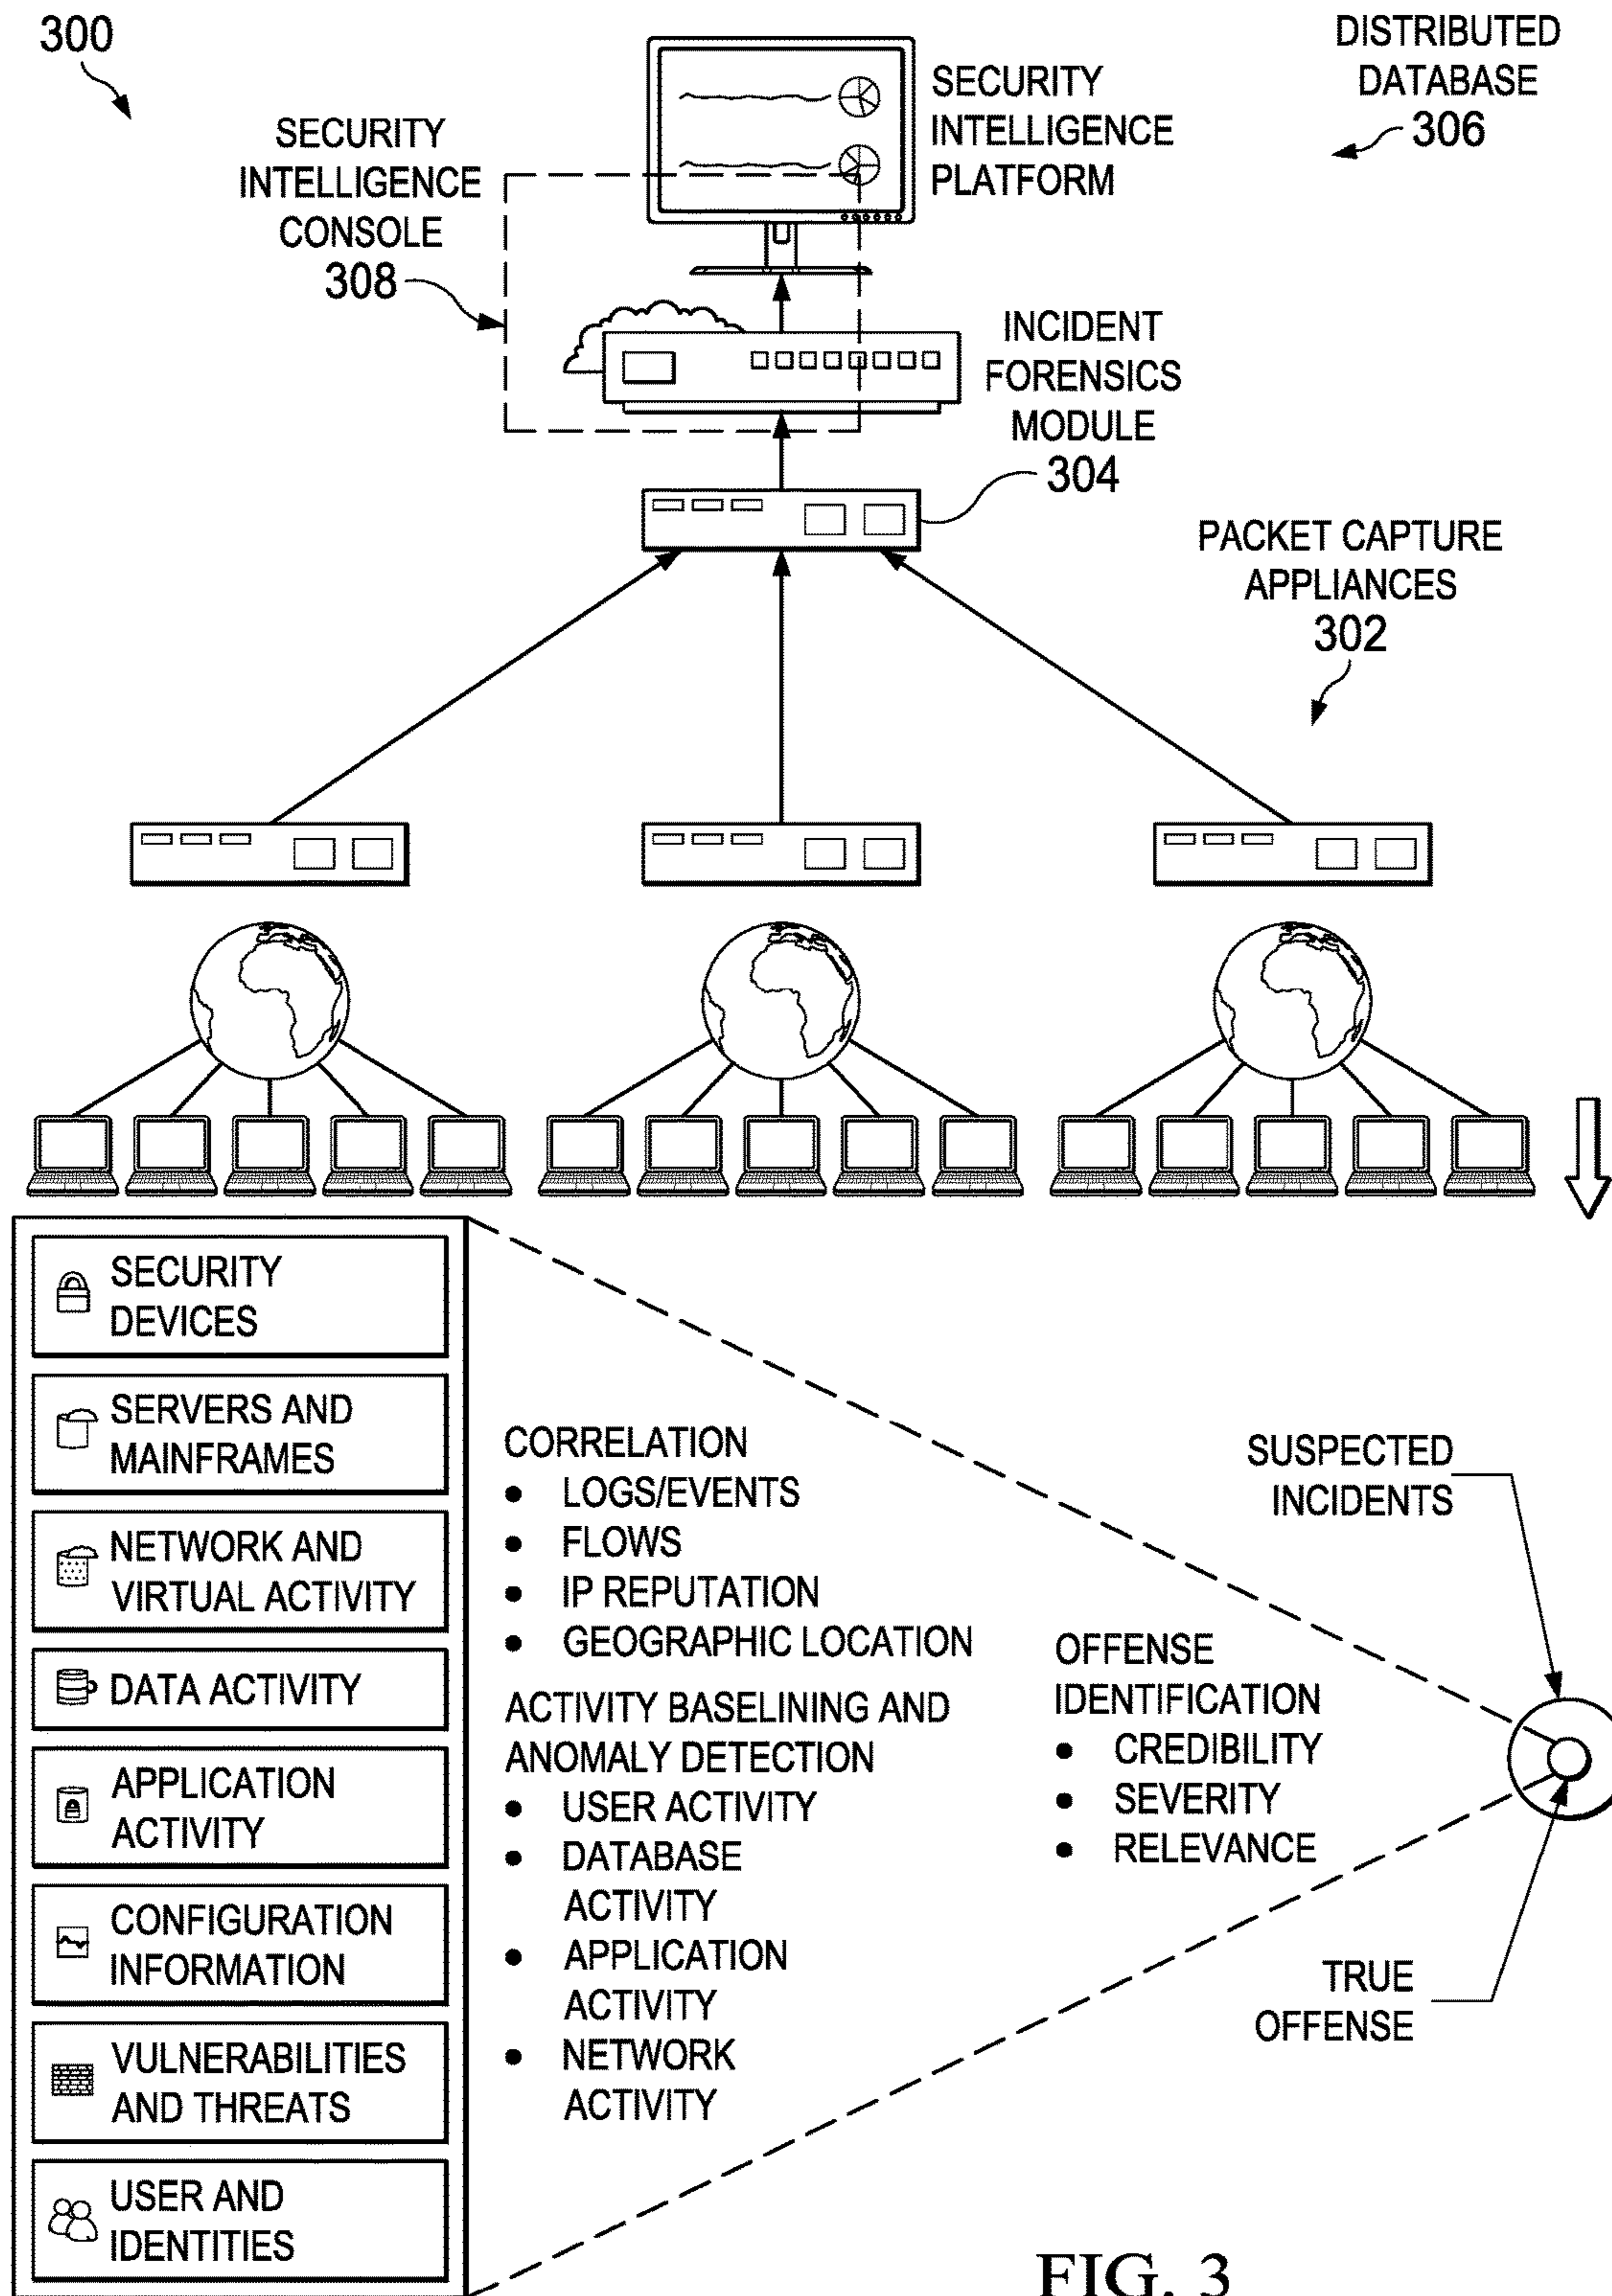 300
DISTRIBUTED
DATABASE
306
SECURITY
INTELLIGENCE
PLATFORM
SECURITY
INTELLIGENCE
CONSOLE
308
INCIDENT
FORENSICS
MODULE
304
PACKET CAPTURE
APPLIANCES
302
SECURITY
DEVICES
SERVERS AND
MAINFRAMES
NETWORK AND
VIRTUAL ACTIVITY
DATA ACTIVITY
APPLICATION
ACTIVITY
CONFIGURATION
INFORMATION
VULNERABILITIES
AND THREATS
USER AND
IDENTITIES
CORRELATION
• LOGS/EVENTS
• FLOWS
• IP REPUTATION
• GEOGRAPHIC LOCATION
ACTIVITY BASELINING AND
ANOMALY DETECTION
• USER ACTIVITY
• DATABASE
ACTIVITY
• APPLICATION
ACTIVITY
• NETWORK
ACTIVITY
OFFENSE
IDENTIFICATION
• CREDIBILITY
• SEVERITY
• RELEVANCE
SUSPECTED
INCIDENTS
TRUE
OFFENSE
FIG. 3